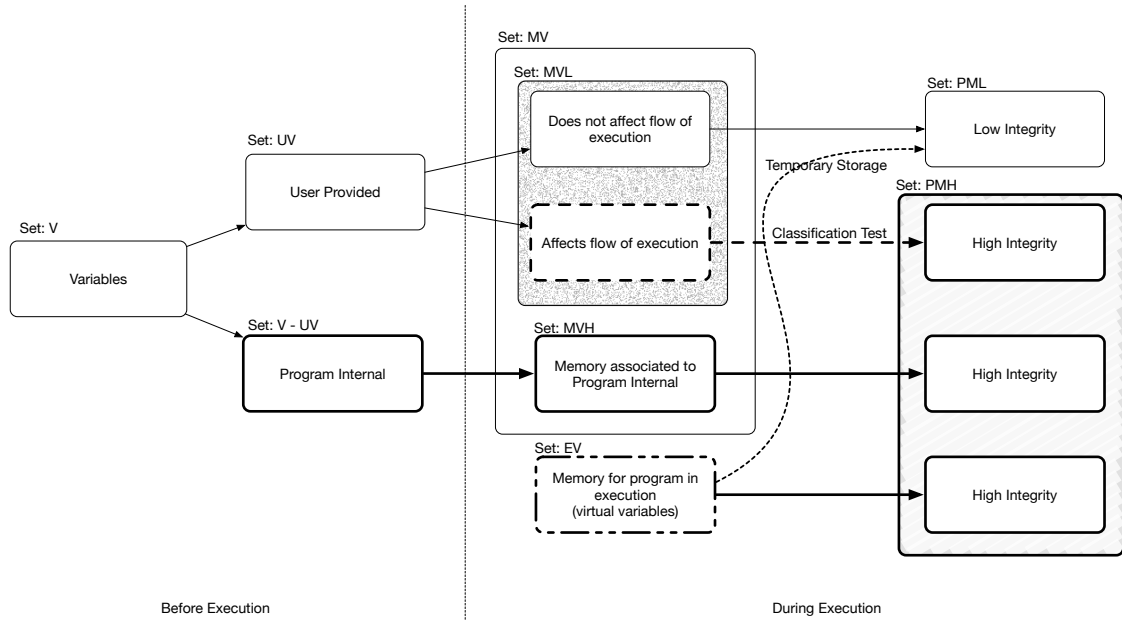 Set: V
Variables
Set: UV
User Provided
Set: V - UV
Program Internal
Set: MV
Set: MVL
Does not affect flow of
execution
Affects flow of execution
Set: MVH
Memory associated to
Program Internal
Set: EV
Memory for program in
execution
(virtual variables)
Temporary Storage
Classification Test
Set: PML
Low Integrity
Set: PMH
High Integrity
High Integrity
High Integrity
Before Execution
During Execution